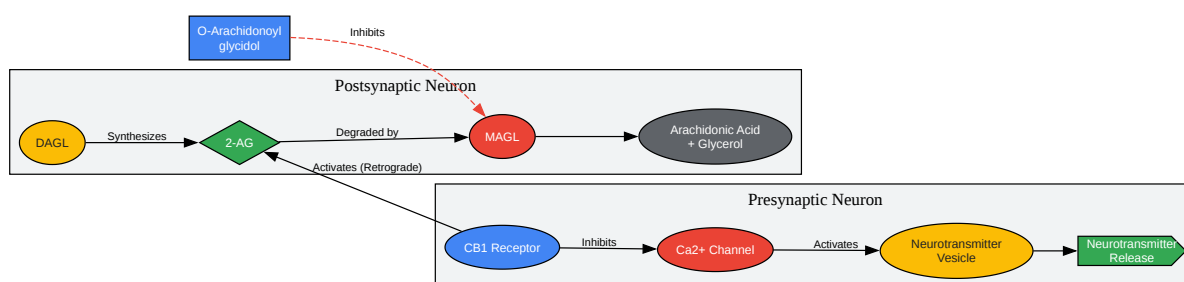 O-Arachidonoyl
glycidol
Inhibits
Postsynaptic Neuron
DAGL
Synthesizes
2-AG
Degraded by
MAGL
Arachidonic Acid
+ Glycerol
Activates (Retrograde)
Presynaptic Neuron
CB1 Receptor
Inhibits
Ca2+ Channel
Activates
Neurotransmitter
Vesicle
Neurotransmitter
Release